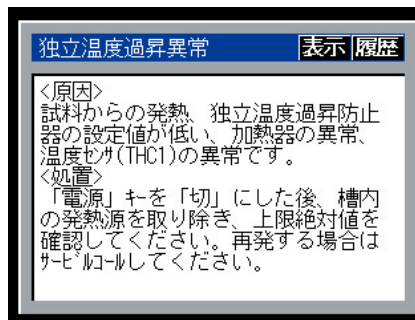 独立温度過昇異常 表示 履歴
<原因>
試料からの発熱、独立温度過昇防止
器の設定値が低い、加熱器の異常、
温度ｾﾝｻ(THC1)の異常です。
<処置>
「電源」ｷｰを「切」にした後、槽内
の発熱源を取り除き、上限絶対値を
確認してください。再発する場合は
ｻｰﾋﾞｽｺｰﾙしてください。